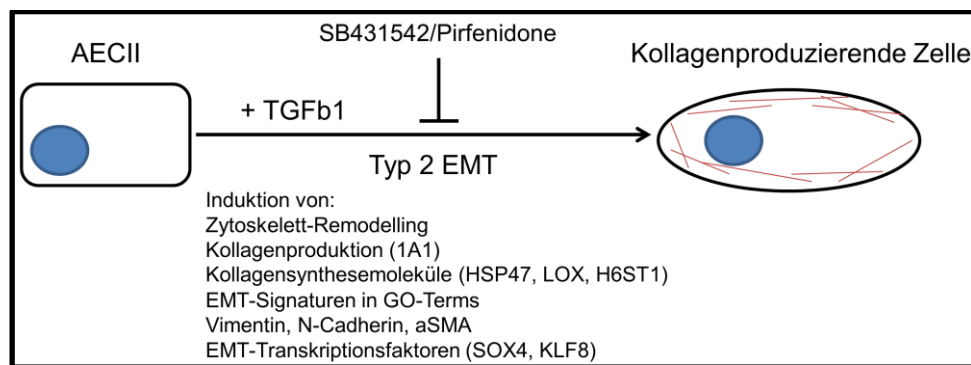 SB431542/Pirfenidone
AECII
Kollagenproduzierende Zelle
+ TGFb1
Typ 2 EMT
Induktion von:
Zytoskelett-Remodelling
Kollagenproduktion (1A1)
Kollagensynthesemoleküle (HSP47, LOX, H6ST1)
EMT-Signaturen in GO-Terms
Vimentin, N-Cadherin, aSMA
EMT-Transkriptionsfaktoren (SOX4, KLF8)